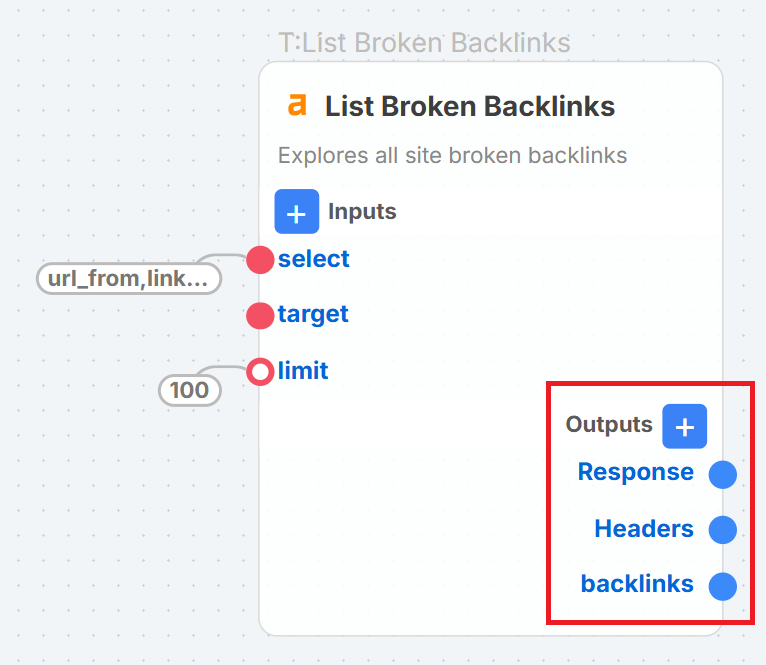 T:List Broken Backlinks
a List Broken Backlinks
Explores all site broken backlinks
+ Inputs
select
url_from,link...
target
limit
100
Outputs +
Response
Headers
backlinks